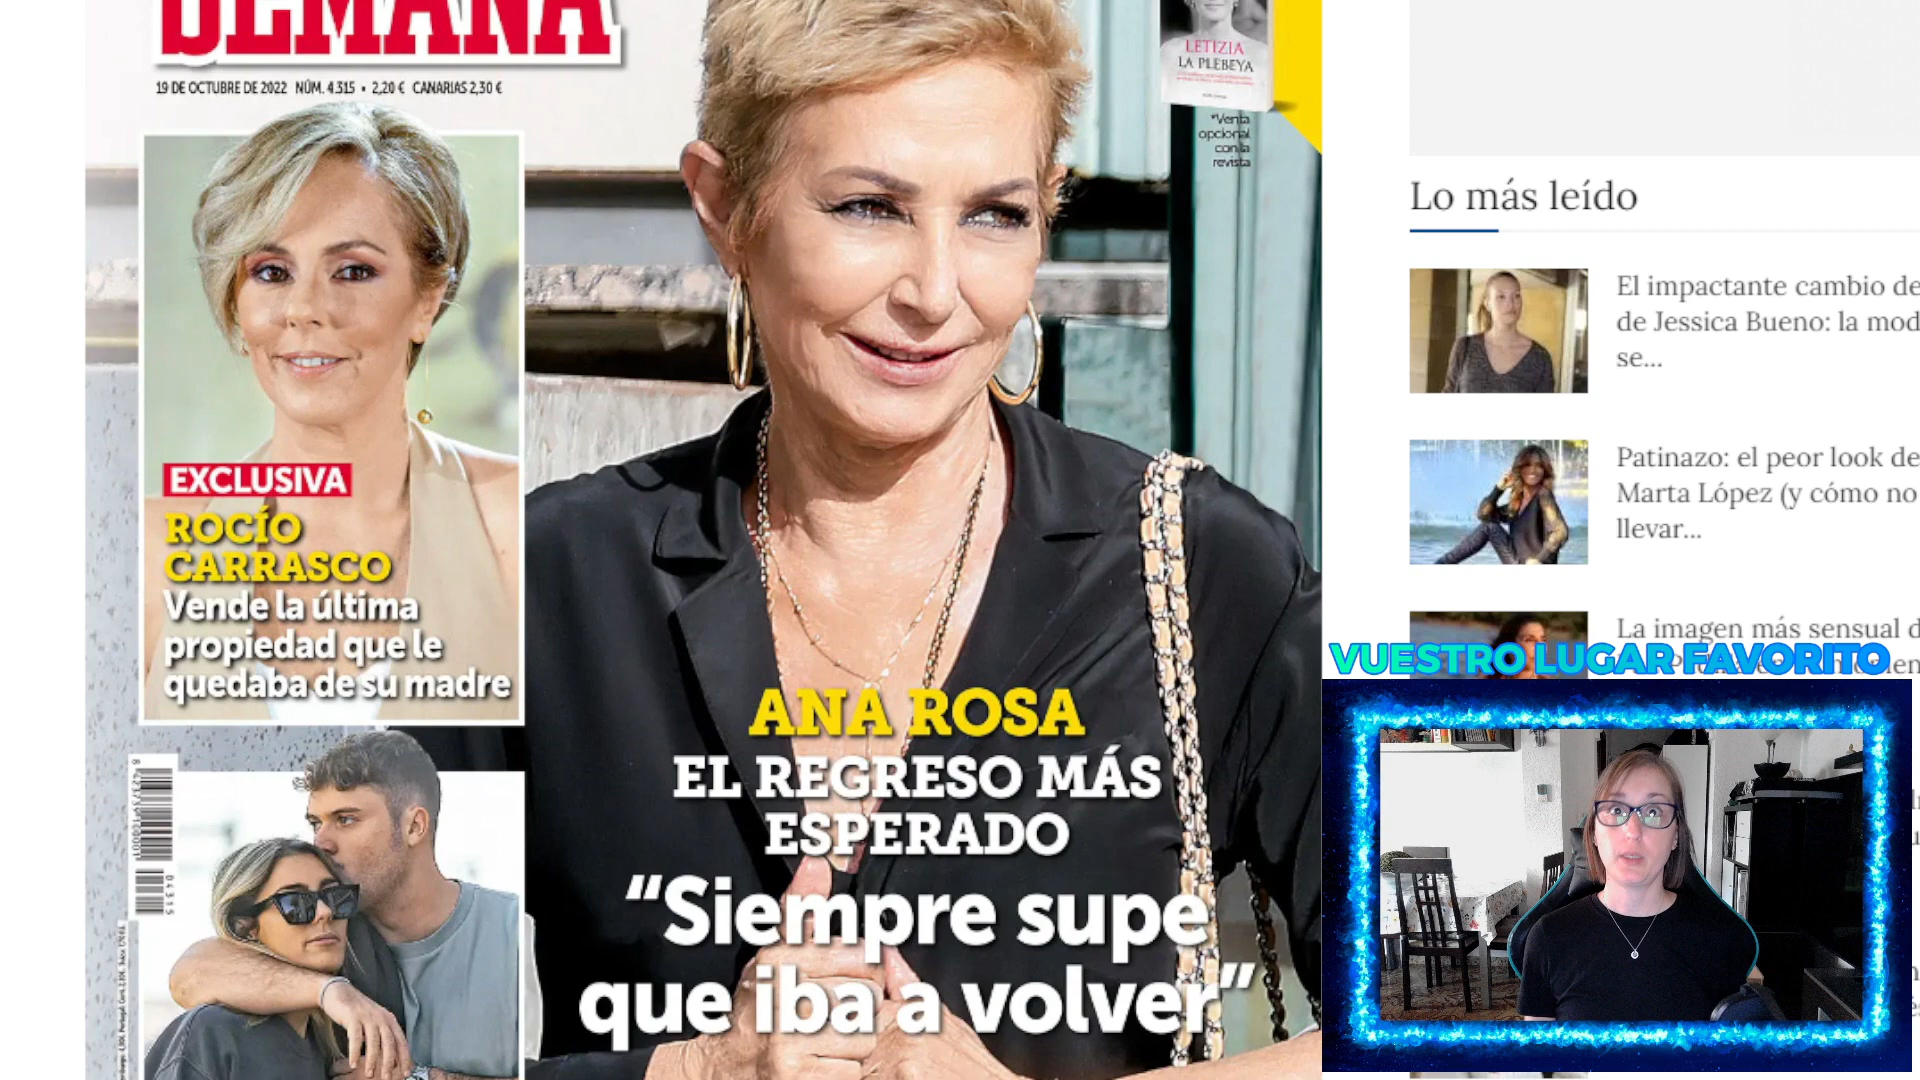 SEMANA
19 DE OCTUBRE DE 2022 NÚM. 4.315 • 2,20 € CANARIAS 2,30 €
EXCLUSIVA
ROCÍO
CARRASCO
Vende la última
propiedad que le
quedaba de su madre
ANA ROSA
EL REGRESO MÁS
ESPERADO
“Siempre supe
que iba a volver”
LETIZIA
LA PLEBEYA
*Venta
opcional
con la
revista
Lo más leído
El impactante cambio de
de Jessica Bueno: la mod
se...
Patinazo: el peor look de
Marta López (y cómo no
llevar...
La imagen más sensual d
VUESTRO LUGAR FAVORITO